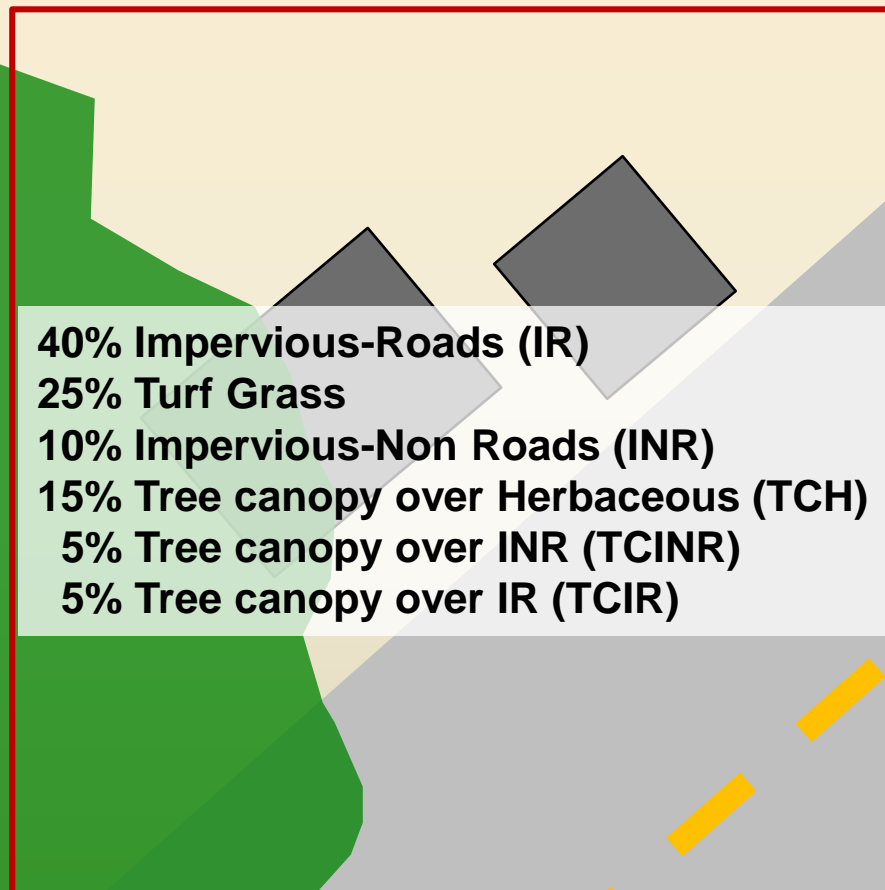 40% Impervious-Roads (IR)
25% Turf Grass
10% Impervious-Non Roads (INR)
15% Tree canopy over Herbaceous (TCH)
5% Tree canopy over INR (TCINR)
5% Tree canopy over IR (TCIR)